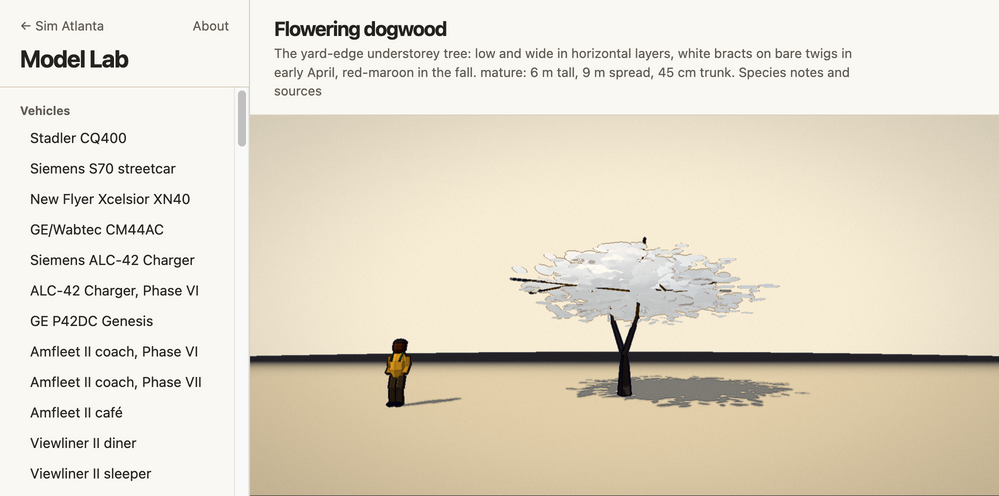 ← Sim Atlanta
About
Model Lab
Vehicles
Stadler CQ400
Siemens S70 streetcar
New Flyer Xcelsior XN40
GE/Wabtec CM44AC
Siemens ALC-42 Charger
ALC-42 Charger, Phase VI
GE P42DC Genesis
Amfleet II coach, Phase VI
Amfleet II coach, Phase VII
Amfleet II café
Viewliner II diner
Viewliner II sleeper
Flowering dogwood
The yard-edge understorey tree: low and wide in horizontal layers, white bracts on bare twigs in
early April, red-maroon in the fall. mature: 6 m tall, 9 m spread, 45 cm trunk. Species notes and
sources